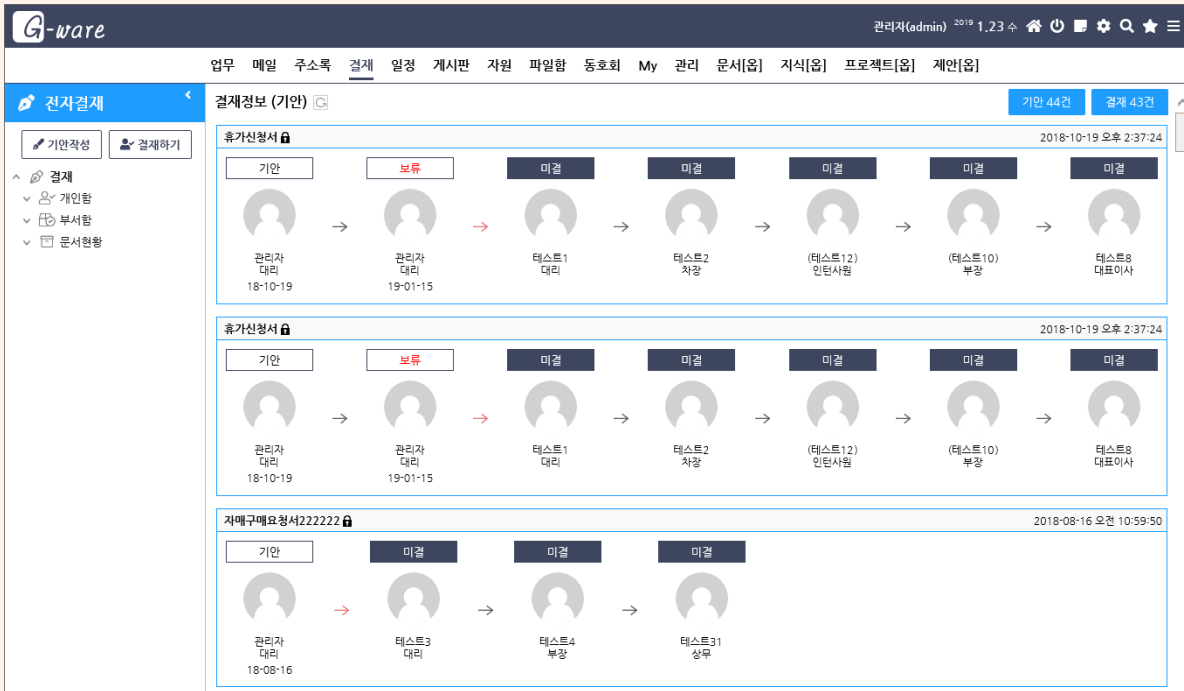 G-ware
관리자(admin) 2019 1.23 수
업무 메일 주소록 결재 일정 게시판 자원 파일함 동호회 My 관리 문서[옵] 지식[옵] 프로젝트[옵] 제안[옵]
전자결재
기안작성 결재하기
결재
개인함
부서함
문서현황
결재정보 (기안)
기안 44건 결재 43건
휴가신청서 2018-10-19 오후 2:37:24
기안 보류 미결 미결 미결 미결 미결
관리자 관리자 테스트1 테스트2 (테스트12) (테스트10) 테스트8
대리 대리 대리 차장 인턴사원 부장 대표이사
18-10-19 19-01-15
휴가신청서 2018-10-19 오후 2:37:24
기안 보류 미결 미결 미결 미결 미결
관리자 관리자 테스트1 테스트2 (테스트12) (테스트10) 테스트8
대리 대리 대리 차장 인턴사원 부장 대표이사
18-10-19 19-01-15
자매구매요청서222222 2018-08-16 오전 10:59:50
기안 미결 미결 미결
관리자 테스트3 테스트4 테스트31
대리 대리 부장 상무
18-08-16